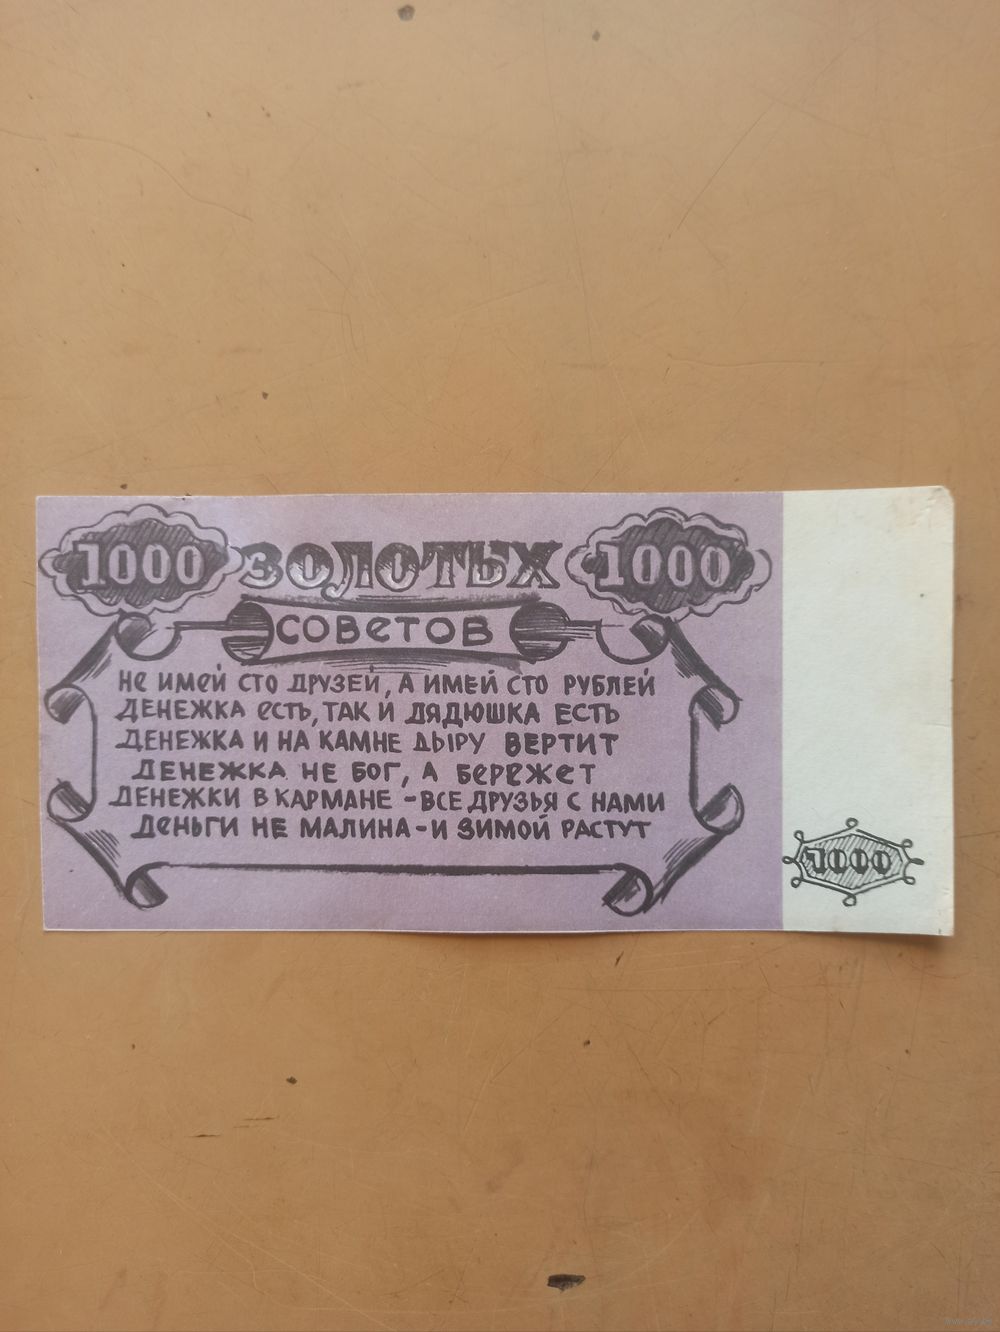 1000 ЗОЛОТЫХ 1000
СОВЕТОВ
НЕ ИМЕЙ СТО ДРУЗЕЙ, А ИМЕЙ СТО РУБЛЕЙ
ДЕНЕЖКА ЕСТЬ, ТАК И ДЯДЮШКА ЕСТЬ
ДЕНЕЖКА И НА КАМНЕ ДЫРУ ВЕРТИТ
ДЕНЕЖКА НЕ БОГ, А БЕРЕЖЕТ
ДЕНЕЖКИ В КАРМАНЕ - ВСЕ ДРУЗЬЯ С НАМИ
ДЕНЬГИ НЕ МАЛИНА - И ЗИМОЙ РАСТУТ
1000